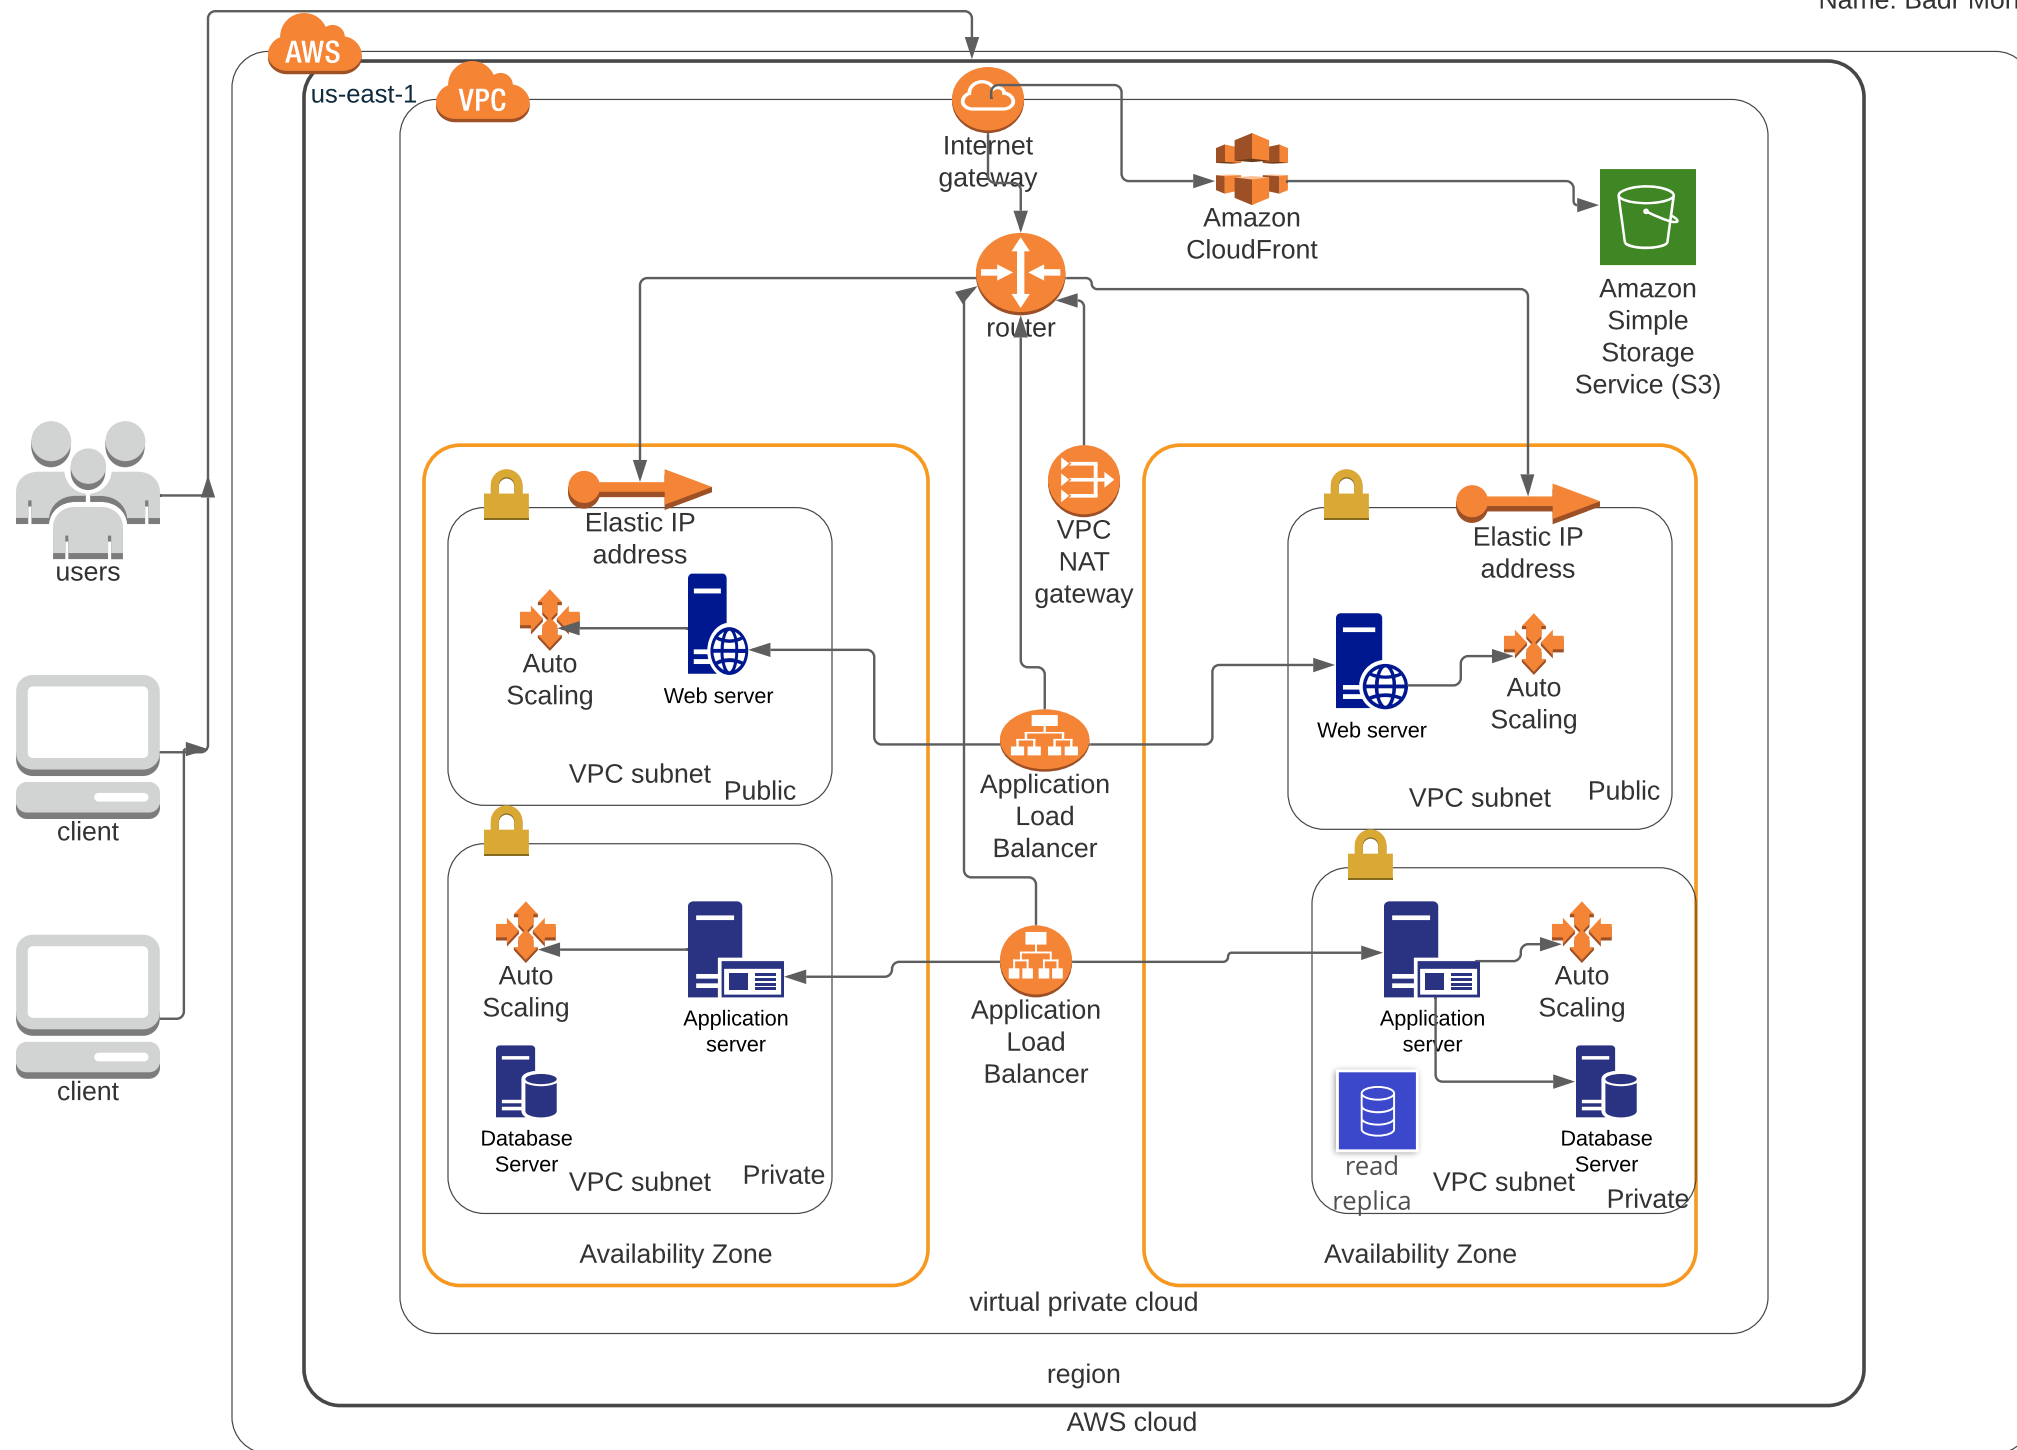 Name: Badr
AWS
us-east-1
VPC
Internet
gateway
Amazon
CloudFront
Amazon
Simple
Storage
Service (S3)
router
users
client
client
Elastic IP
address
Auto
Scaling
Web server
VPC subnet
Public
VPC
NAT
gateway
Elastic IP
address
Web server
Auto
Scaling
VPC subnet
Public
Application
Load
Balancer
Auto
Scaling
Application
server
Database
Server
VPC subnet
Private
Availability Zone
Application
Load
Balancer
Application
server
Auto
Scaling
read
replica
Database
Server
VPC subnet
Private
Availability Zone
virtual private cloud
region
AWS cloud